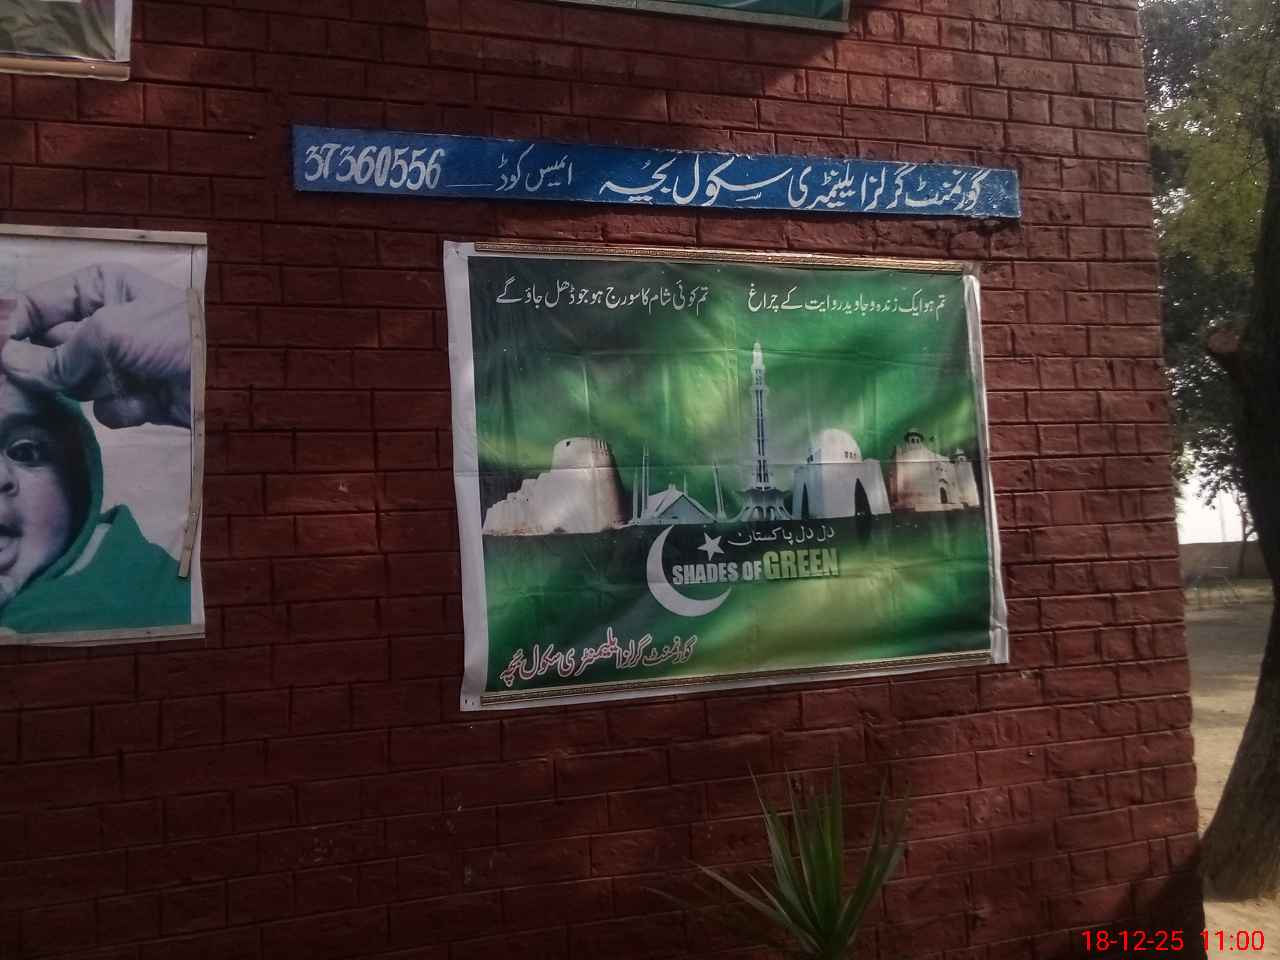 گورنمنٹ گرلز ایلیمنٹری سکول بچہ ایمیس کوڈ 37360556
تم ہو ایک زندہ و جاوید روایت کے چراغ
تم کوئی شام کا سورج ہو جو ڈھل جاؤ گے
دل دل پاکستان
SHADES OF GREEN
گورنمنٹ گرلز ایلیمنٹری سکول بچہ
18-12-25 11:00